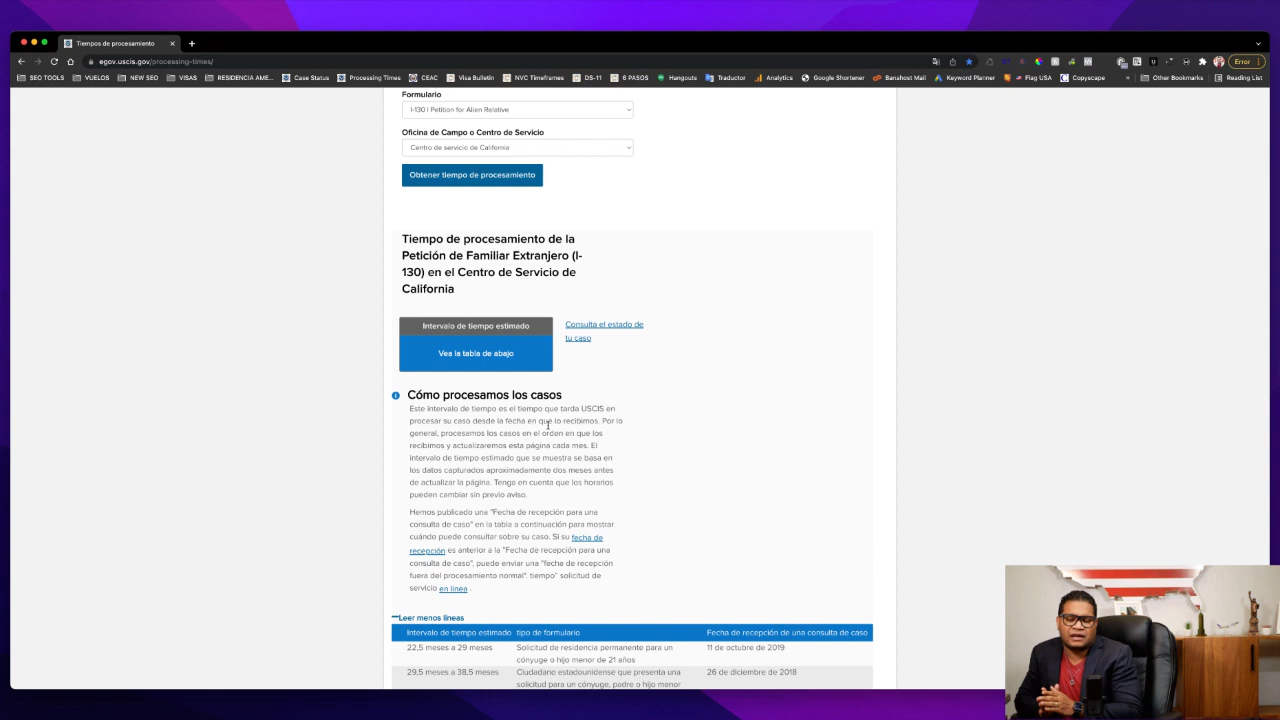 Tiempos de procesamiento
egov.uscis.gov/processing-times/
Error
SEO TOOLS
VUELOS
NEW SEO
VISAS
RESIDENCIA AME...
Case Status
Processing Times
CEAC
Visa Bulletin
NYC Timeframes
DS-11
6 PASOS
Hangouts
Traductor
Analytics
Google Shortener
Banahost Mail
Keyword Planner
Flag USA
Copyscape
»
Other Bookmarks
Reading List
Formulario
I-130 | Petition for Alien Relative
Oficina de Campo o Centro de Servicio
Centro de servicio de California
Obtener tiempo de procesamiento
Tiempo de procesamiento de la
Petición de Familiar Extranjero (I-
130) en el Centro de Servicio de
California
Intervalo de tiempo estimado
Vea la tabla de abajo
Consulta el estado de
tu caso
Cómo procesamos los casos
Este intervalo de tiempo es el tiempo que tarda USCIS en
procesar su caso desde la fecha en que lo recibimos. Por lo
general, procesamos los casos en el orden en que los
recibimos y actualizaremos esta página cada mes. El
intervalo de tiempo estimado que se muestra se basa en
los datos capturados aproximadamente dos meses antes
de actualizar la página. Tenga en cuenta que los horarios
pueden cambiar sin previo aviso.
Hemos publicado una "Fecha de recepción para una
consulta de caso" en la tabla a continuación para mostrar
cuándo puede consultar sobre su caso. Si su fecha de
recepción es anterior a la "Fecha de recepción para una
consulta de caso", puede enviar una "fecha de recepción
fuera del procesamiento normal". tiempo" solicitud de
servicio en línea .
Leer menos líneas
Intervalo de tiempo estimado tipo de formulario Fecha de recepción de una consulta de caso
22,5 meses a 29 meses Solicitud de residencia permanente para un 11 de octubre de 2019
cónyuge o hijo menor de 21 años
29,5 meses a 38,5 meses Ciudadano estadounidense que presenta una 26 de diciembre de 2018
solicitud para un cónyuge, padre o hijo menor